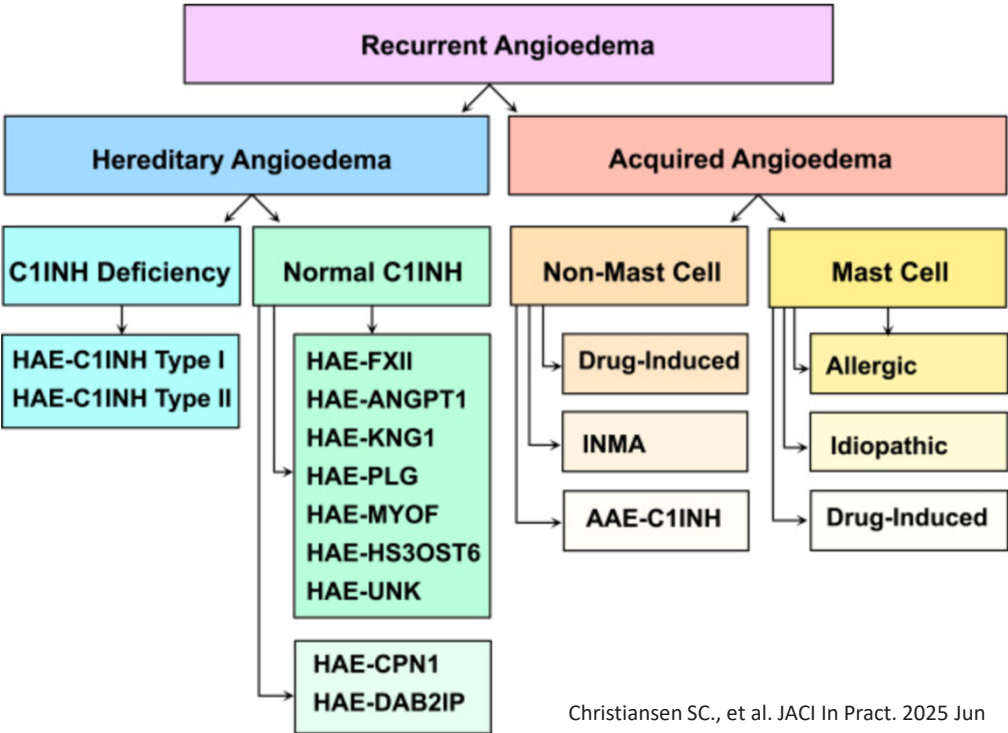 Recurrent Angioedema
Hereditary Angioedema
Acquired Angioedema
C1INH Deficiency
Normal C1INH
Non-Mast Cell
Mast Cell
HAE-C1INH Type I
HAE-C1INH Type II
HAE-FXII
HAE-ANGPT1
HAE-KNG1
HAE-PLG
HAE-MYOF
HAE-HS3OST6
HAE-UNK
HAE-CPN1
HAE-DAB2IP
Drug-Induced
INMA
AAE-C1INH
Allergic
Idiopathic
Drug-Induced
Christiansen SC., et al. JACI In Pract. 2025 Jun